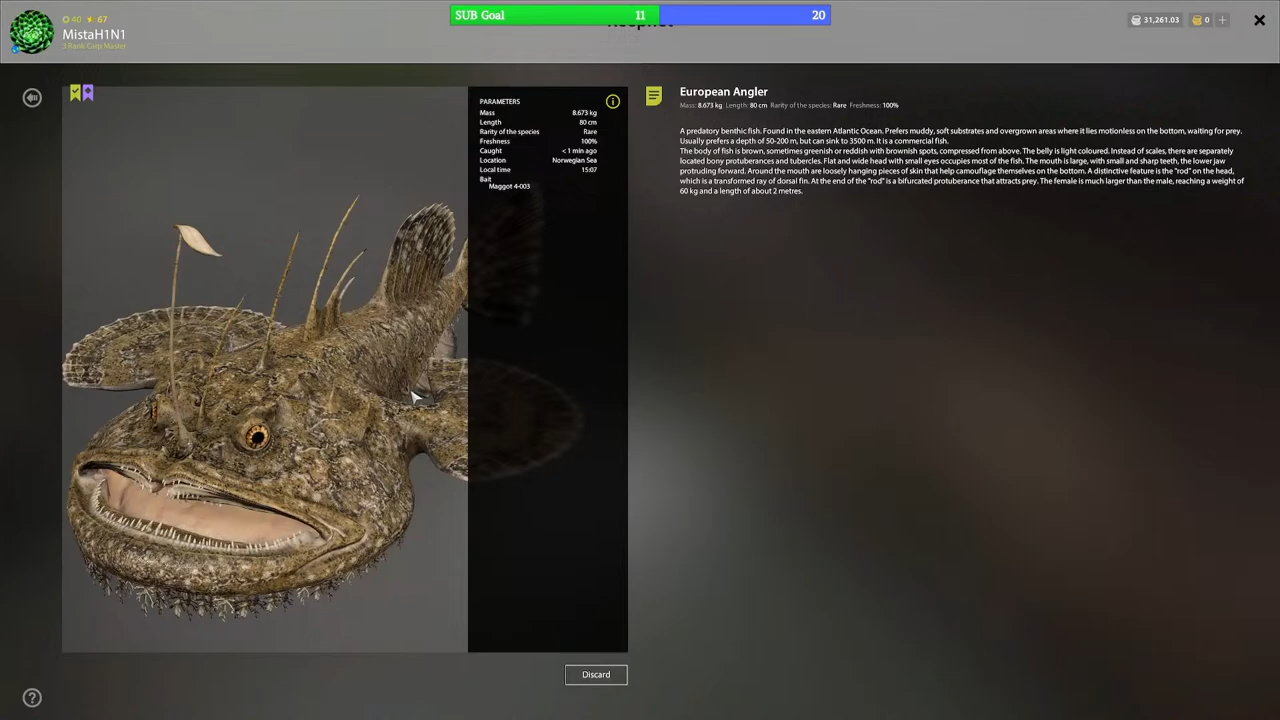 SUB Goal 11 20
40 67
MistaH1N1
3 Rank Carp Master
31,261.03 0
PARAMETERS
Mass 8.673 kg
Length 80 cm
Rarity of the species Rare
Freshness 100%
Caught < 1 min ago
Location Norwegian Sea
Local time 15:07
Bait
Maggot 4-003
European Angler
Mass: 8.673 kg Length: 80 cm Rarity of the species: Rare Freshness: 100%
A predatory benthic fish. Found in the eastern Atlantic Ocean. Prefers muddy, soft substrates and overgrown areas where it lies motionless on the bottom, waiting for prey.
Usually prefers a depth of 50-200 m, but can sink to 3500 m. It is a commercial fish.
The body of fish is brown, sometimes greenish or reddish with brownish spots, compressed from above. The belly is light coloured. Instead of scales, there are separately
located bony protuberances and tubercles. Flat and wide head with small eyes occupies most of the fish. The mouth is large, with small and sharp teeth, the lower jaw
protruding forward. Around the mouth are loosely hanging pieces of skin that help camouflage themselves on the bottom. A distinctive feature is the "rod" on the head,
which is a transformed ray of dorsal fin. At the end of the "rod" is a bifurcated protuberance that attracts prey. The female is much larger than the male, reaching a weight of
60 kg and a length of about 2 metres.
Discard